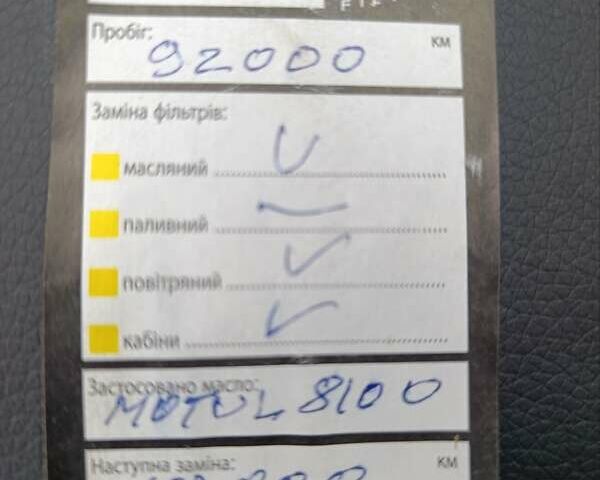 Пробіг: 92000 км
Заміна фільтрів:
масляний
паливний
повітряний
кабіни
Застосовано масло:
MOTUL 8100
Наступна заміна: км